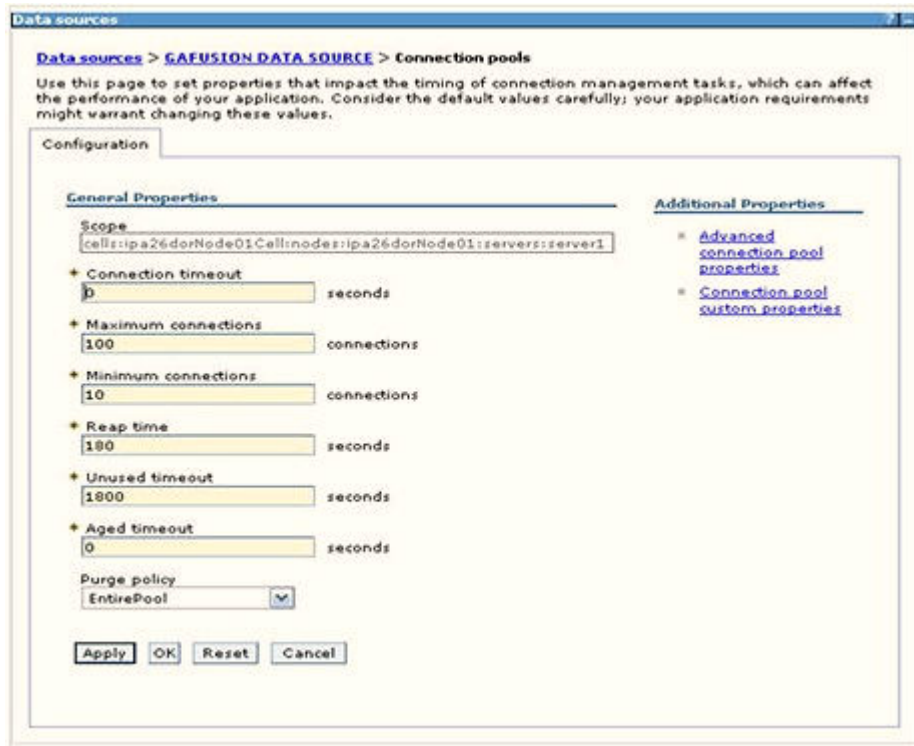 Data sources
?
Data sources > GAFUSION DATA SOURCE > Connection pools
Use this page to set properties that impact the timing of connection management tasks, which can affect
the performance of your application. Consider the default values carefully; your application requirements
might warrant changing these values.
Configuration
General Properties
Scope
cells:ipa26dorNode01Cell:nodes:ipa26dorNode01:servers:server1
Connection timeout
0 seconds
Maximum connections
100 connections
Minimum connections
10 connections
Reap time
180 seconds
Unused timeout
1800 seconds
Aged timeout
0 seconds
Purge policy
EntirePool
Apply OK Reset Cancel
Additional Properties
Advanced
connection pool
properties
Connection pool
custom properties